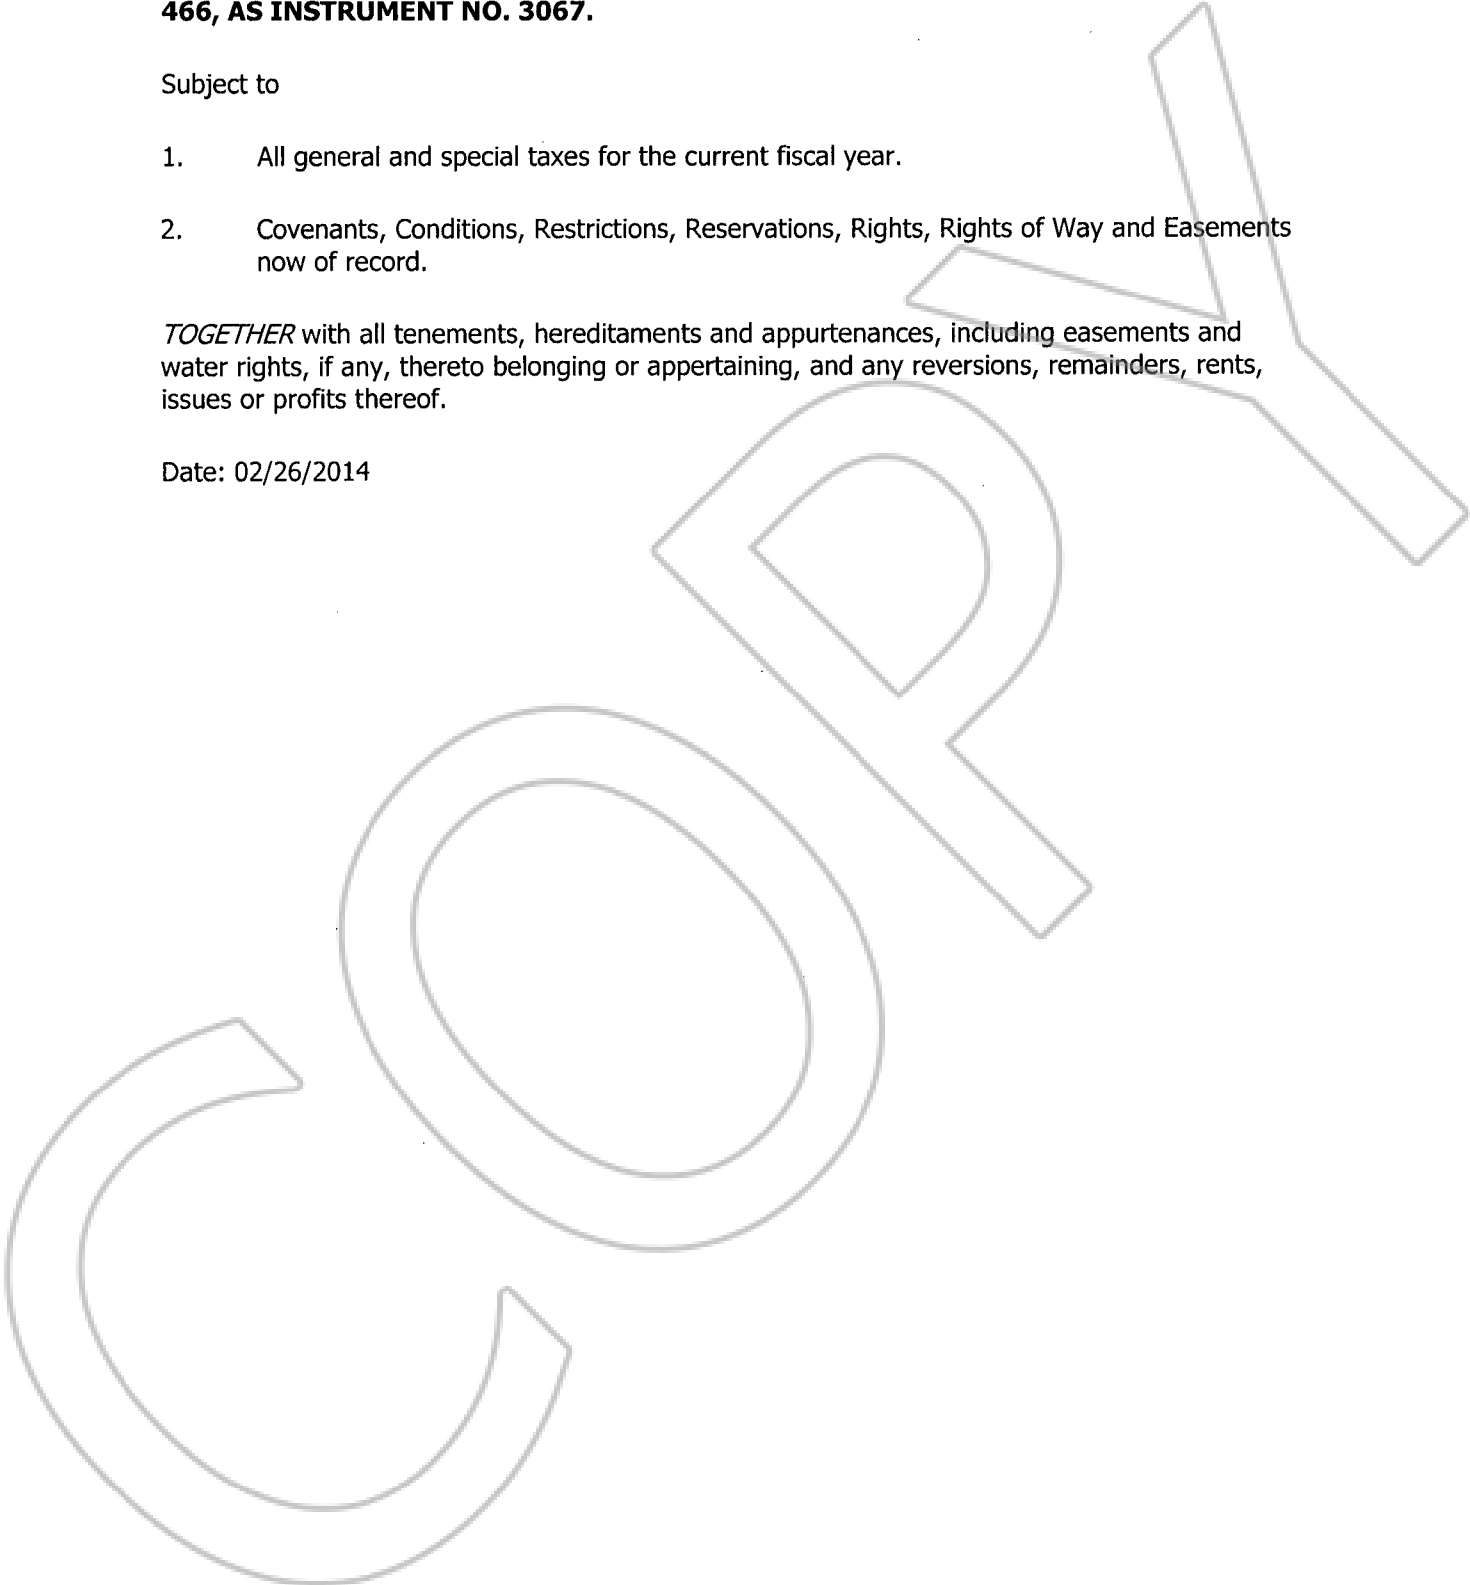 466, AS INSTRUMENT NO. 3067.
Subject to
1. All general and special taxes for the current fiscal year.
2. Covenants, Conditions, Restrictions, Reservations, Rights, Rights of Way and Easements
now of record.
TOGETHER with all tenements, hereditaments and appurtenances, including easements and
water rights, if any, thereto belonging or appertaining, and any reversions, remainders, rents,
issues or profits thereof.
Date: 02/26/2014
COPY